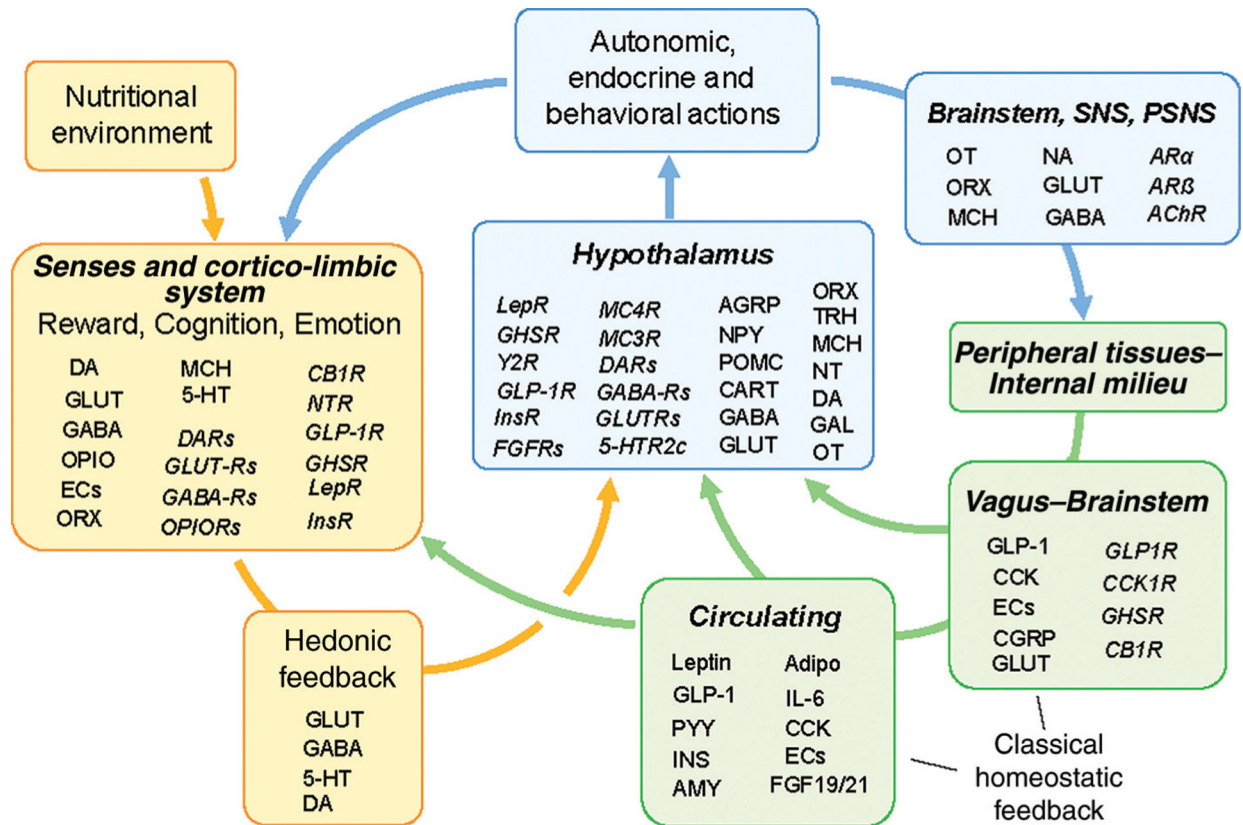 Nutritional
environment
Autonomic,
endocrine and
behavioral actions
Brainstem, SNS, PSNS
OT NA ARα
ORX GLUT ARß
MCH GABA AChR
Senses and cortico-limbic
system
Reward, Cognition, Emotion
DA MCH CB1R
GLUT 5-HT NTR
GABA DARs GLP-1R
OPIO GLUT-Rs GHSR
ECs GABA-Rs LepR
ORX OPIORs InsR
Hypothalamus
LepR MC4R AGRP ORX
GHSR MC3R NPY TRH
Y2R DARs POMC MCH
GLP-1R GABA-Rs CART NT
InsR GLUTRs GABA DA
FGFRs 5-HTR2c GLUT GAL
OT
Peripheral tissues–
Internal milieu
Vagus–Brainstem
GLP-1 GLP1R
CCK CCK1R
ECs GHSR
CGRP CB1R
GLUT
Hedonic
feedback
GLUT
GABA
5-HT
DA
Circulating
Leptin Adipo
GLP-1 IL-6
PYY CCK
INS ECs
AMY FGF19/21
Classical
homeostatic
feedback